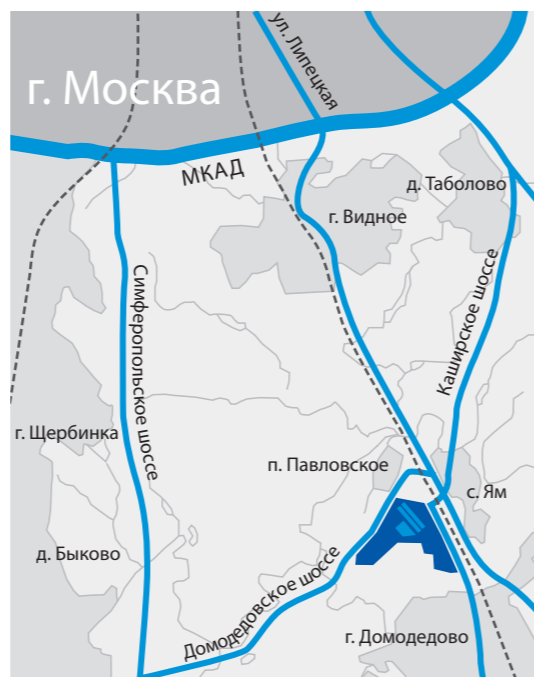 ул. Липецкая
г. Москва
МКАД
д. Таболово
г. Видное
Симферопольское шоссе
Каширское шоссе
г. Щербинка
п. Павловское
с. Ям
д. Быково
Домодедовское шоссе
г. Домодедово